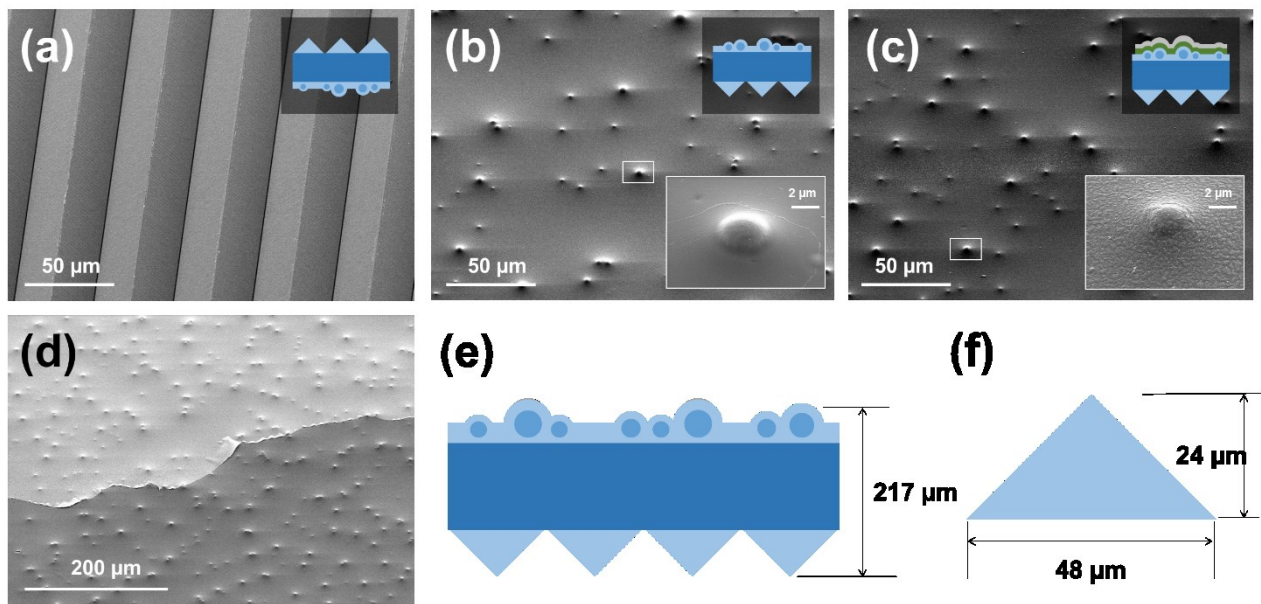 (a)
50 µm
(b)
2 µm
50 µm
(c)
2 µm
50 µm
(d)
200 µm
(e)
217 µm
(f)
24 µm
48 µm